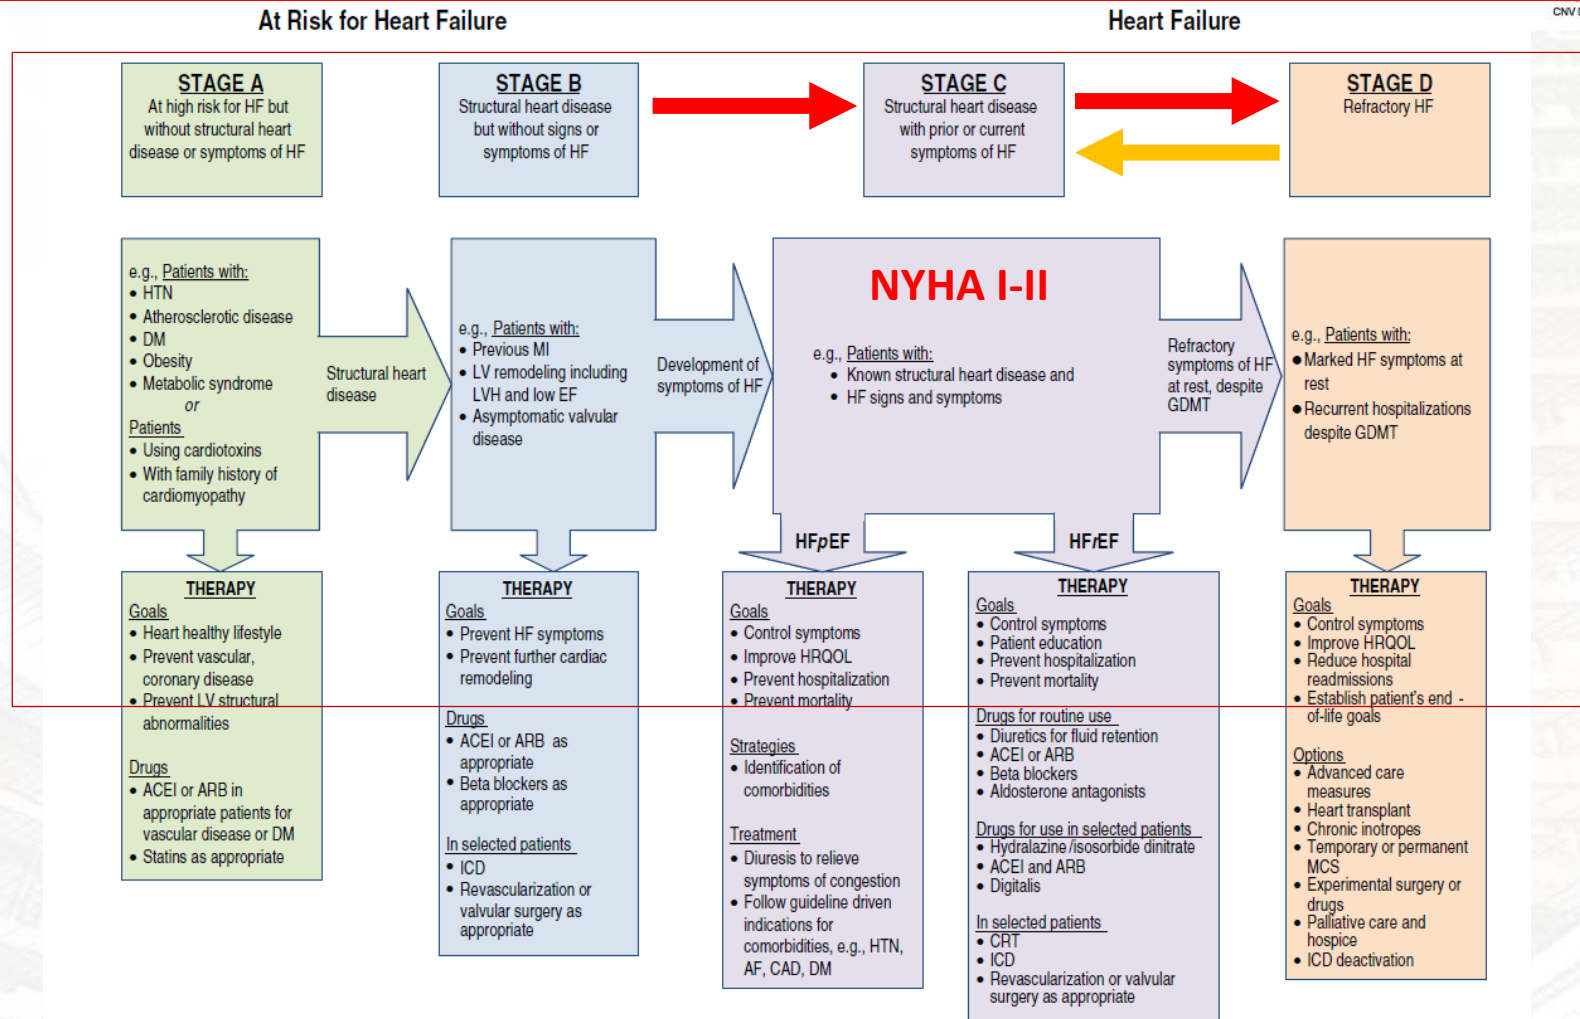 At Risk for Heart Failure
Heart Failure
CNV
STAGE A
At high risk for HF but
without structural heart
disease or symptoms of HF
STAGE B
Structural heart disease
but without signs or
symptoms of HF
STAGE C
Structural heart disease
with prior or current
symptoms of HF
STAGE D
Refractory HF
e.g., Patients with:
• HTN
• Atherosclerotic disease
• DM
• Obesity
• Metabolic syndrome
or
Patients
• Using cardiotoxins
• With family history of
cardiomyopathy
Structural heart
disease
e.g., Patients with:
• Previous MI
• LV remodeling including
LVH and low EF
• Asymptomatic valvular
disease
Development of
symptoms of HF
NYHA I-II
e.g., Patients with:
• Known structural heart disease and
• HF signs and symptoms
Refractory
symptoms of HF
at rest, despite
GDMT
e.g., Patients with:
• Marked HF symptoms at
rest
• Recurrent hospitalizations
despite GDMT
HFpEF
HFrEF
THERAPY
Goals
• Heart healthy lifestyle
• Prevent vascular,
coronary disease
• Prevent LV structural
abnormalities
Drugs
• ACEI or ARB in
appropriate patients for
vascular disease or DM
• Statins as appropriate
THERAPY
Goals
• Prevent HF symptoms
• Prevent further cardiac
remodeling
Drugs
• ACEI or ARB as
appropriate
• Beta blockers as
appropriate
In selected patients
• ICD
• Revascularization or
valvular surgery as
appropriate
THERAPY
Goals
• Control symptoms
• Improve HRQOL
• Prevent hospitalization
• Prevent mortality
Strategies
• Identification of
comorbidities
Treatment
• Diuresis to relieve
symptoms of congestion
• Follow guideline driven
indications for
comorbidities, e.g., HTN,
AF, CAD, DM
THERAPY
Goals
• Control symptoms
• Patient education
• Prevent hospitalization
• Prevent mortality
Drugs for routine use
• Diuretics for fluid retention
• ACEI or ARB
• Beta blockers
• Aldosterone antagonists
Drugs for use in selected patients
• Hydralazine/isosorbide dinitrate
• ACEI and ARB
• Digitalis
In selected patients
• CRT
• ICD
• Revascularization or valvular
surgery as appropriate
THERAPY
Goals
• Control symptoms
• Improve HRQOL
• Reduce hospital
readmissions
• Establish patient's end -
of-life goals
Options
• Advanced care
measures
• Heart transplant
• Chronic inotropes
• Temporary or permanent
MCS
• Experimental surgery or
drugs
• Palliative care and
hospice
• ICD deactivation